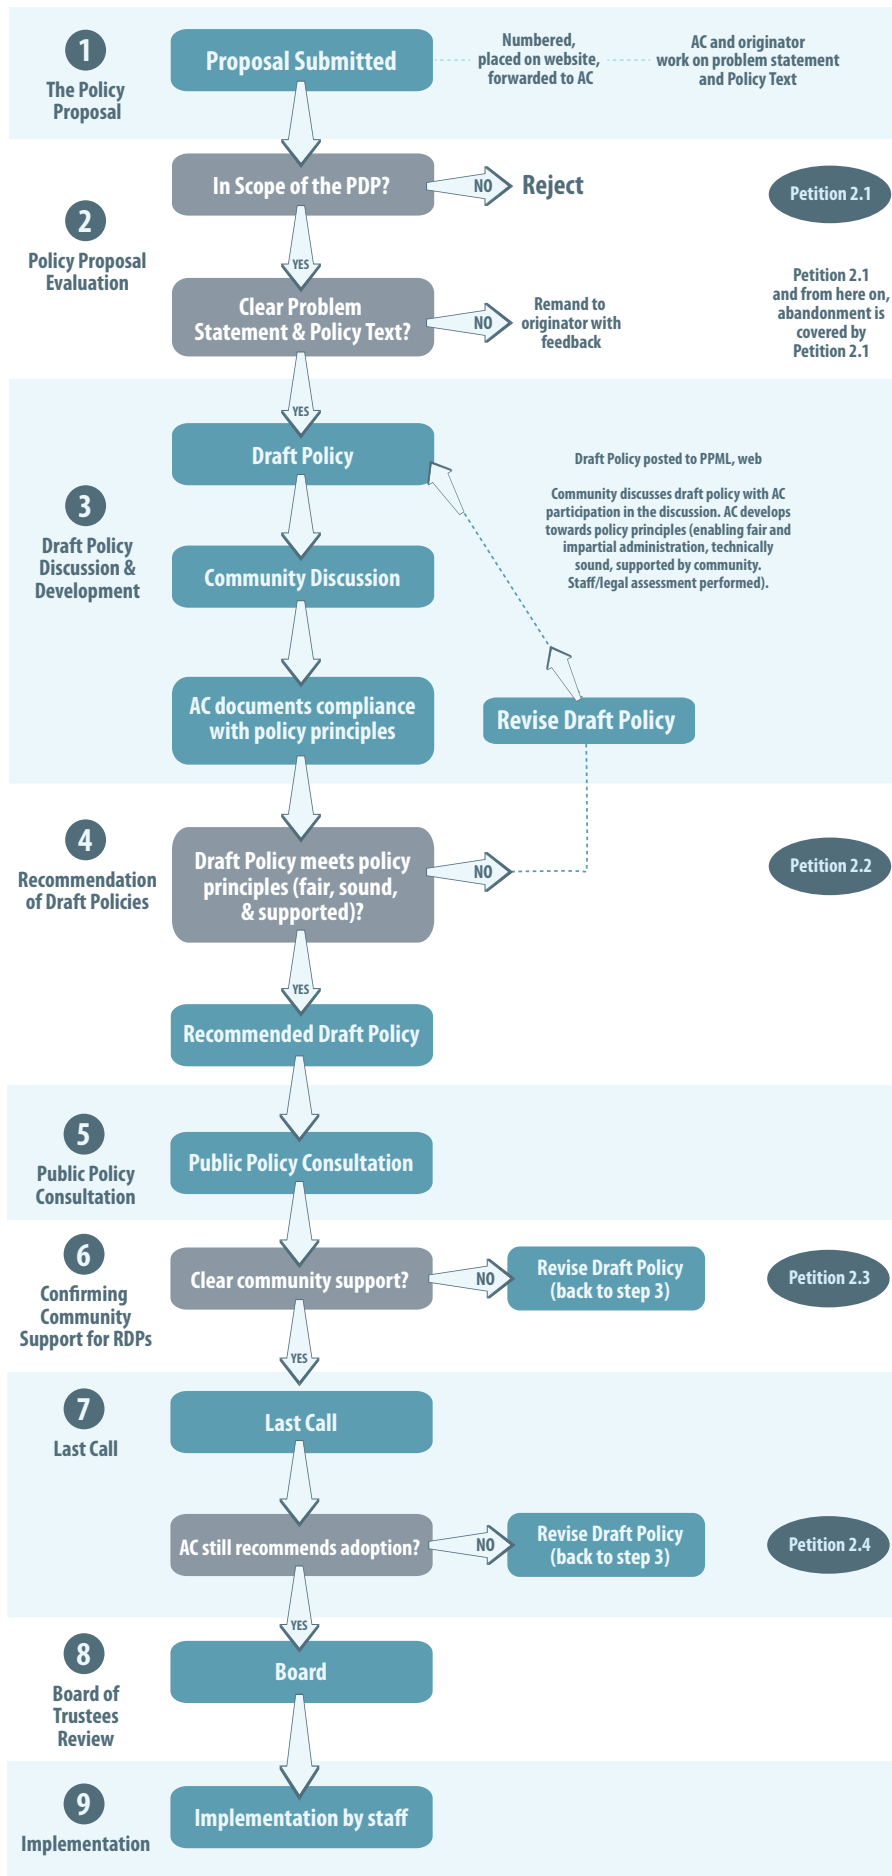 1
The Policy
Proposal
Proposal Submitted
Numbered,
placed on website,
forwarded to AC
AC and originator
work on problem statement
and Policy Text
2
Policy Proposal
Evaluation
In Scope of the PDP?
NO
Reject
Petition 2.1
YES
Clear Problem
Statement & Policy Text?
NO
Remand to
originator with
feedback
Petition 2.1
and from here on,
abandonment is
covered by
Petition 2.1
YES
3
Draft Policy
Discussion &
Development
Draft Policy
Draft Policy posted to PPML, web
Community discusses draft policy with AC
participation in the discussion. AC develops
towards policy principles (enabling fair and
impartial administration, technically
sound, supported by community.
Staff/legal assessment performed).
Community Discussion
AC documents compliance
with policy principles
Revise Draft Policy
4
Recommendation
of Draft Policies
Draft Policy meets policy
principles (fair, sound,
& supported)?
NO
Petition 2.2
YES
Recommended Draft Policy
5
Public Policy
Consultation
Public Policy Consultation
6
Confirming
Community
Support for RDPs
Clear community support?
NO
Revise Draft Policy
(back to step 3)
Petition 2.3
YES
7
Last Call
Last Call
AC still recommends adoption?
NO
Revise Draft Policy
(back to step 3)
Petition 2.4
YES
8
Board of
Trustees
Review
Board
9
Implementation
Implementation by staff